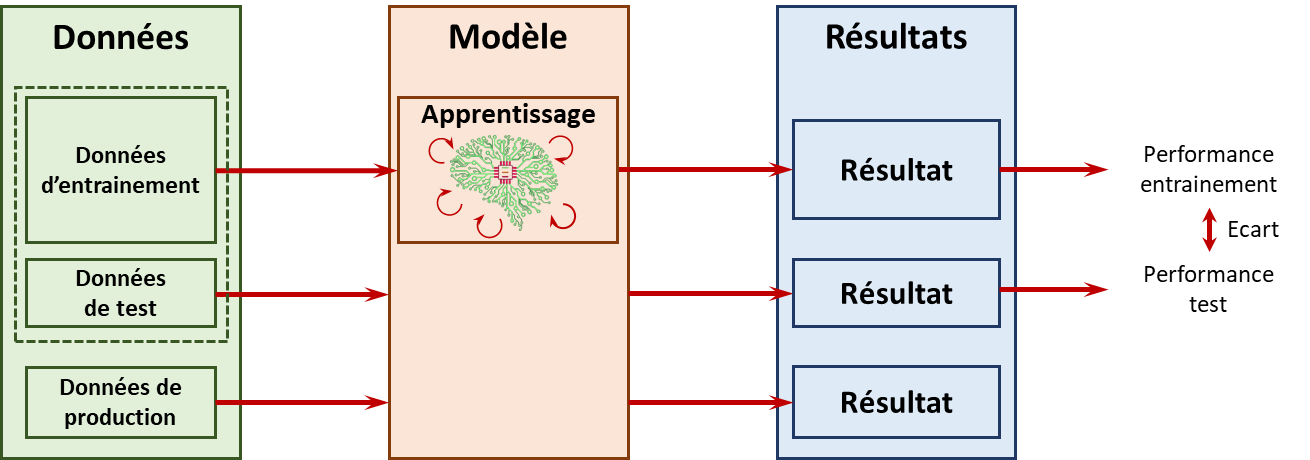 Données
Modèle
Résultats
Données
d’entrainement
Apprentissage
Résultat
Performance
entrainement
Ecart
Données
de test
Résultat
Performance
test
Données de
production
Résultat